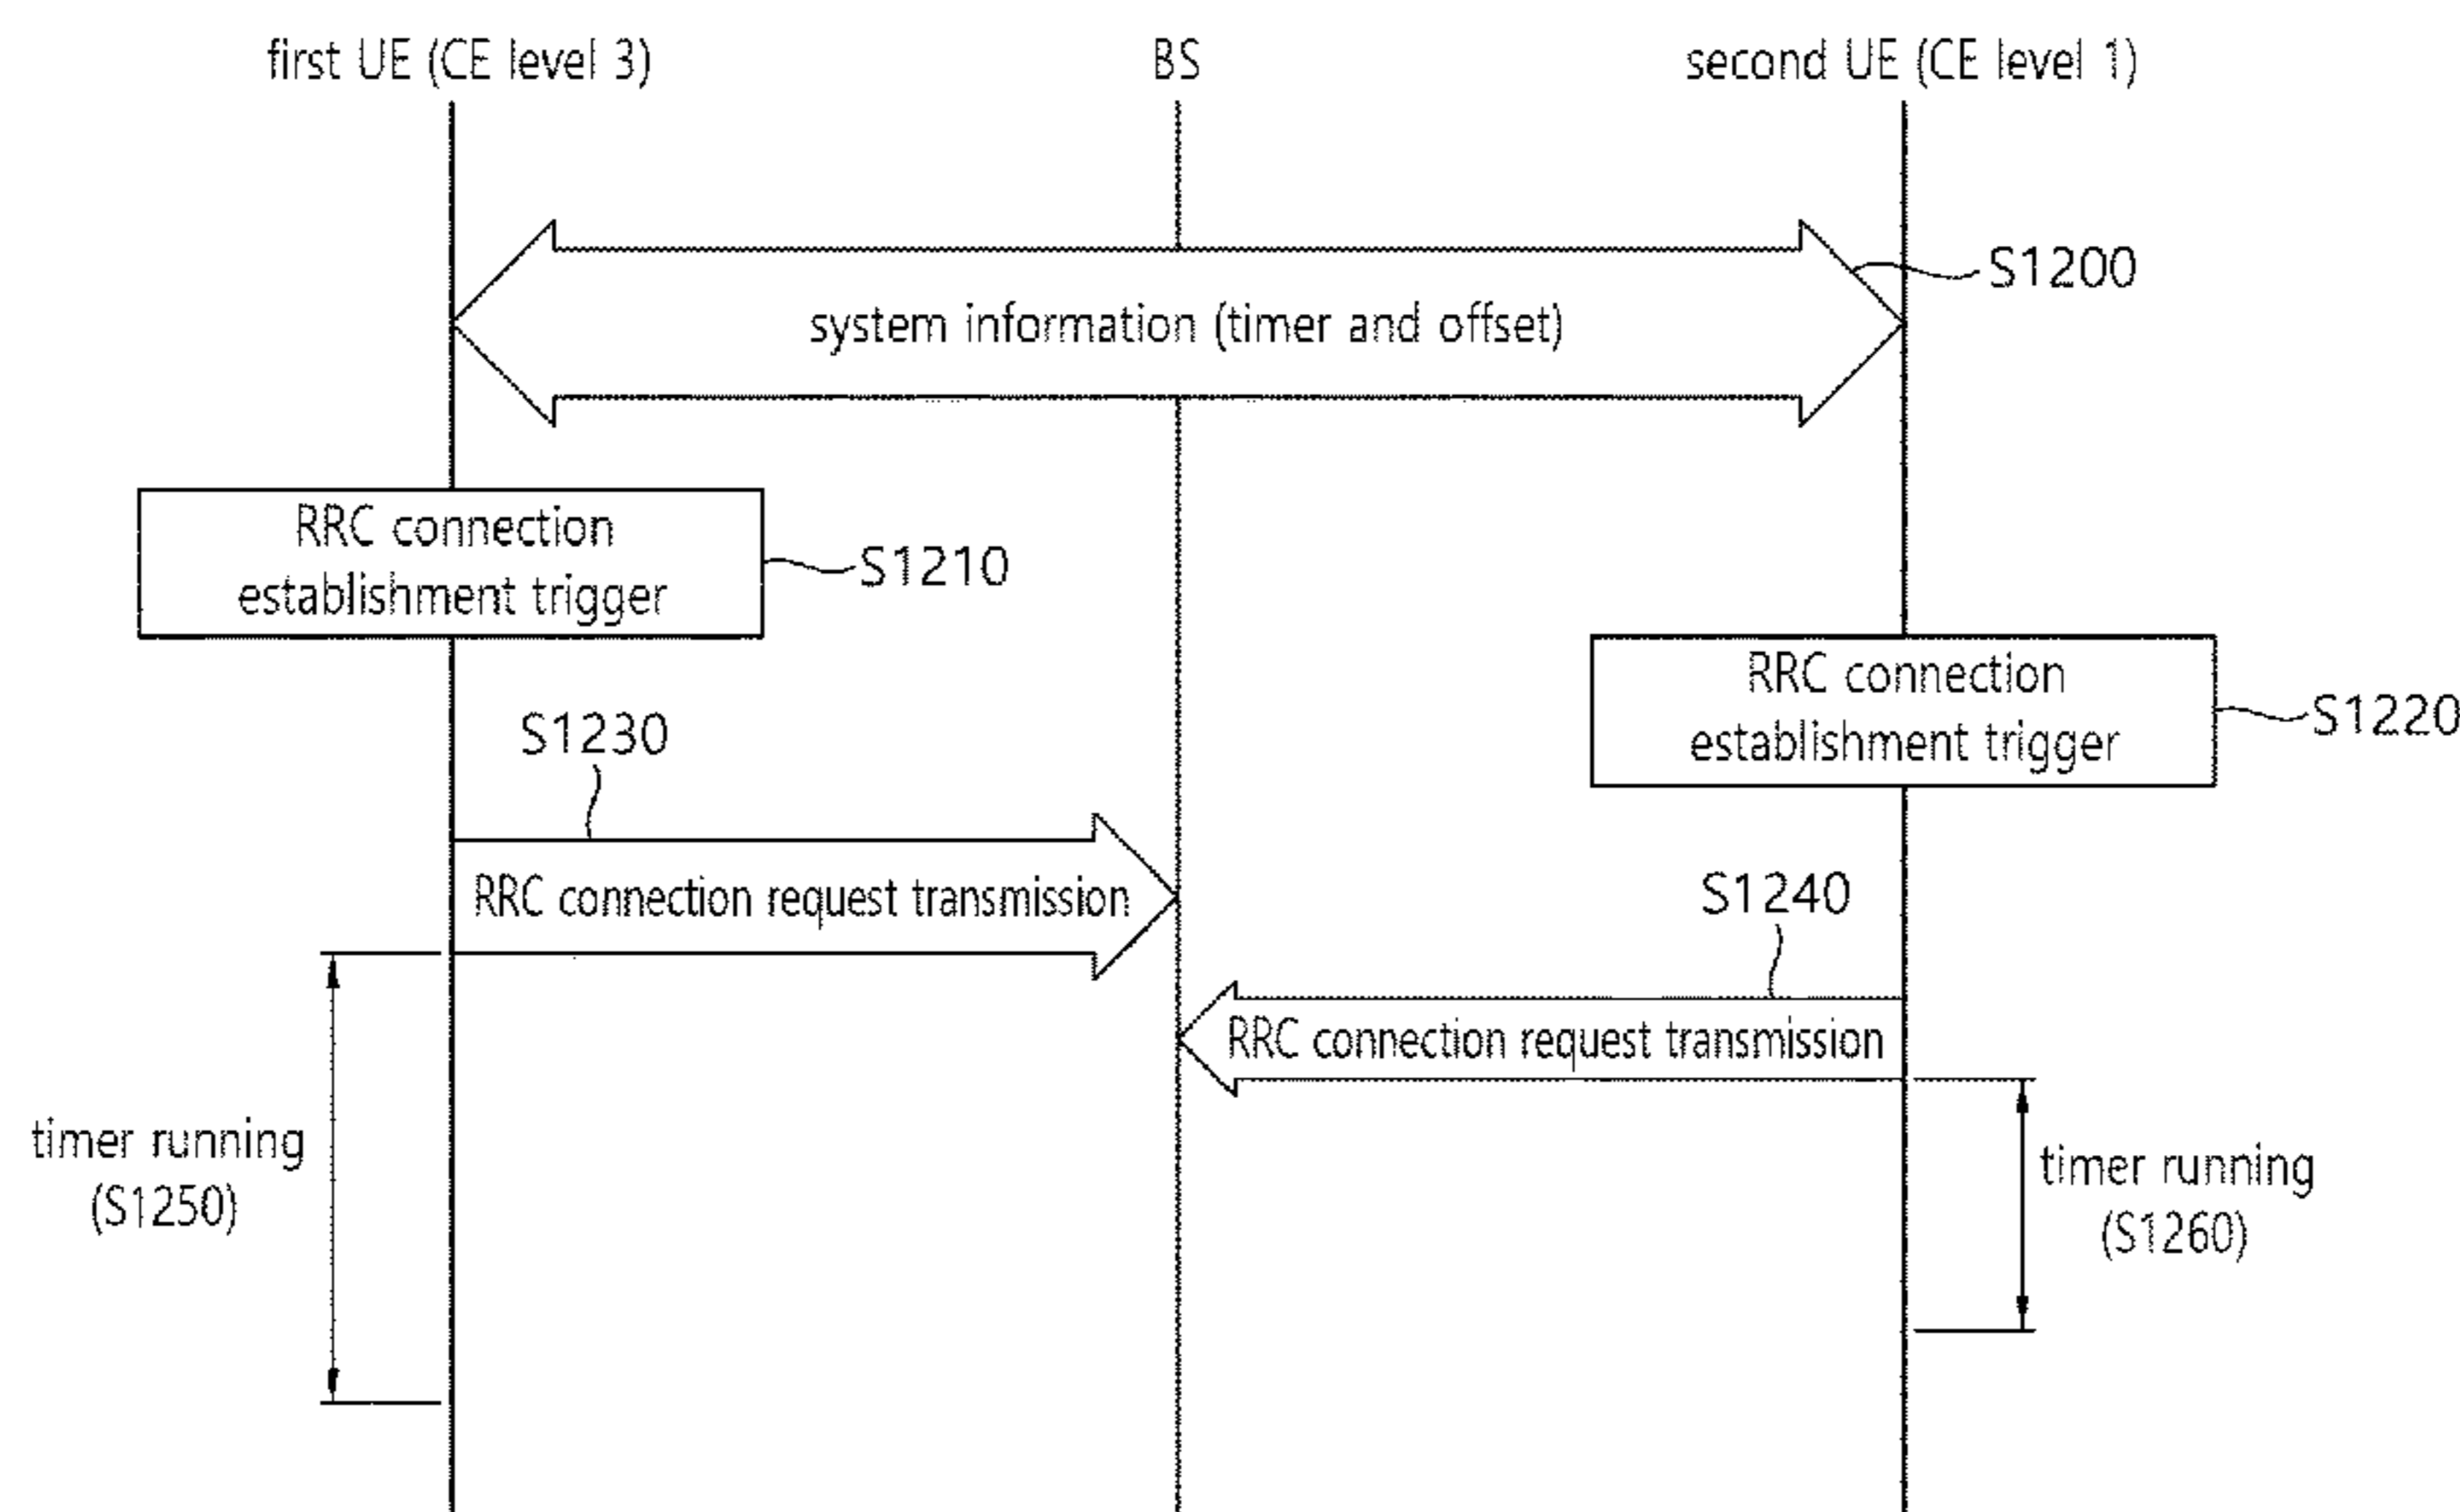 first UE (CE level 3)
BS
second UE (CE level 1)
S1200
system information (timer and offset)
RRC connection
establishment trigger
S1210
RRC connection
establishment trigger
S1220
S1230
RRC connection request transmission
S1240
RRC connection request transmission
timer running
(S1250)
timer running
(S1260)